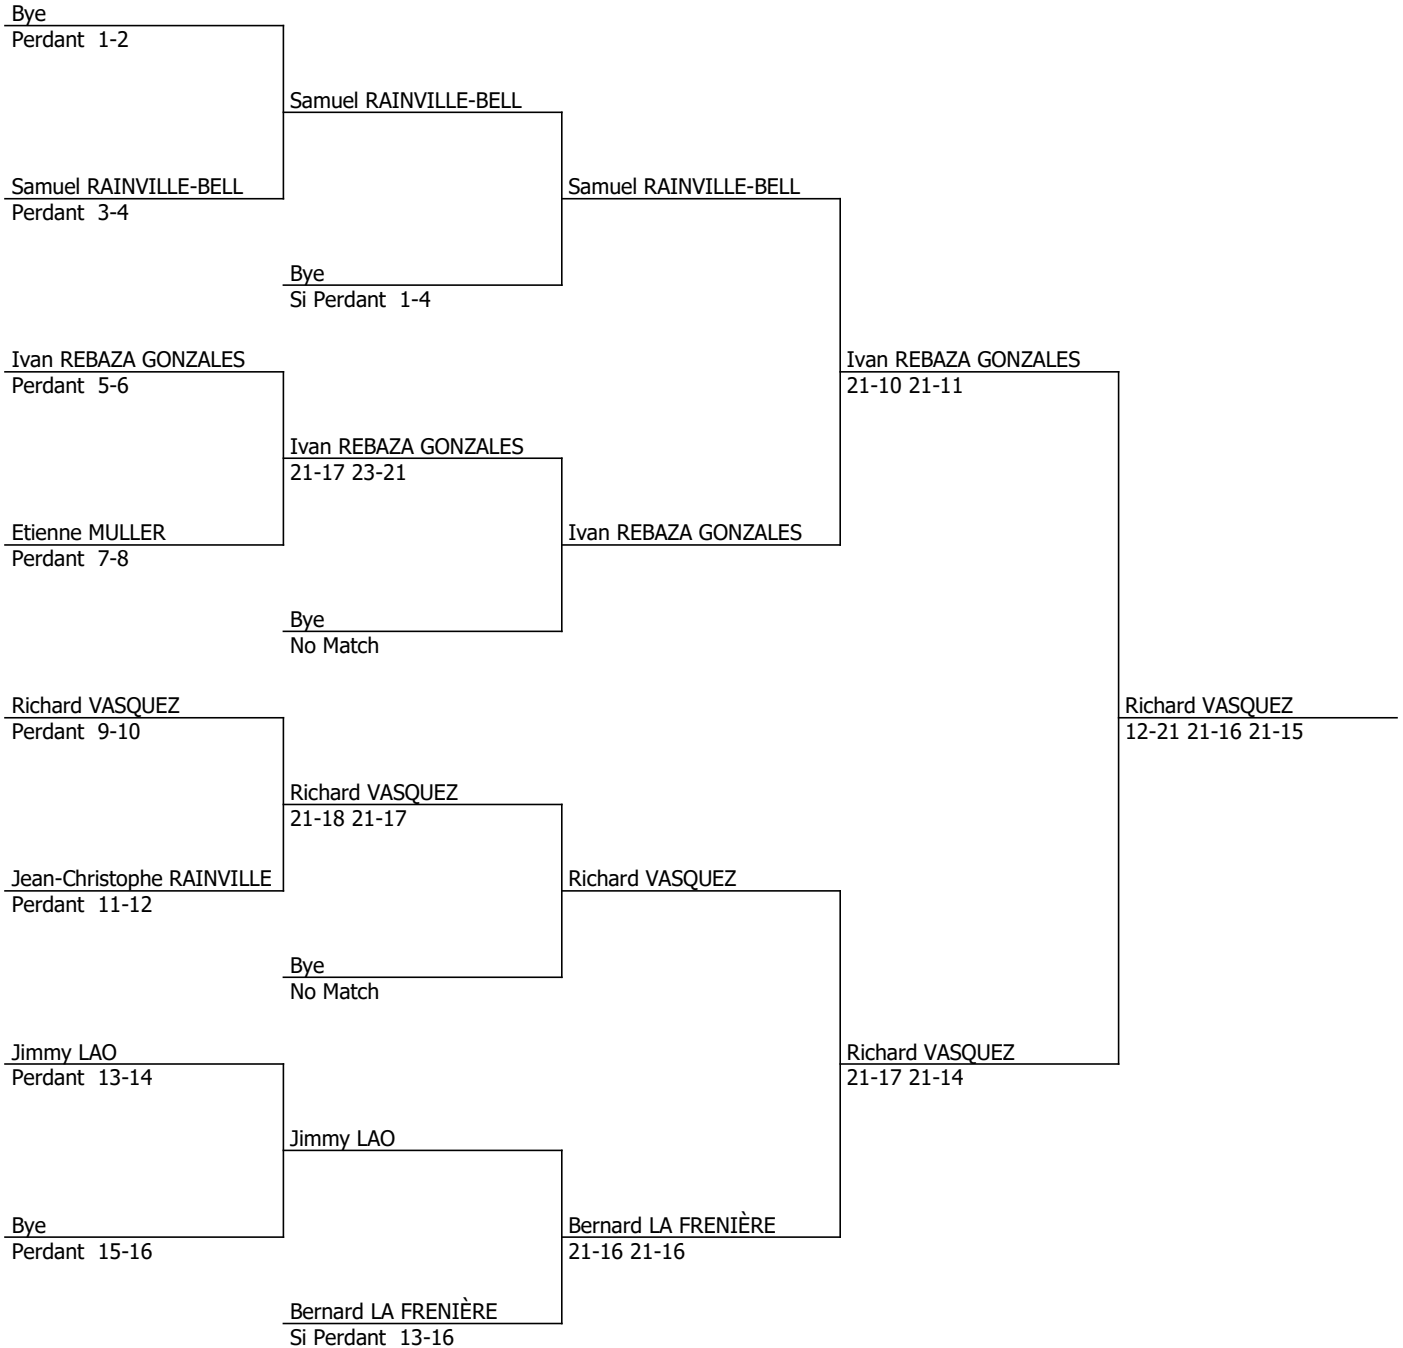 Bye
Perdant 1-2
Samuel RAINVILLE-BELL
Samuel RAINVILLE-BELL
Perdant 3-4
Samuel RAINVILLE-BELL
Bye
Si Perdant 1-4
Ivan REBAZA GONZALES
Perdant 5-6
Ivan REBAZA GONZALES
21-10 21-11
Ivan REBAZA GONZALES
21-17 23-21
Etienne MULLER
Perdant 7-8
Ivan REBAZA GONZALES
Bye
No Match
Richard VASQUEZ
Perdant 9-10
Richard VASQUEZ
12-21 21-16 21-15
Richard VASQUEZ
21-18 21-17
Jean-Christophe RAINVILLE
Perdant 11-12
Richard VASQUEZ
Bye
No Match
Jimmy LAO
Perdant 13-14
Richard VASQUEZ
21-17 21-14
Jimmy LAO
Bye
Perdant 15-16
Bernard LA FRENIÈRE
21-16 21-16
Bernard LA FRENIÈRE
Si Perdant 13-16